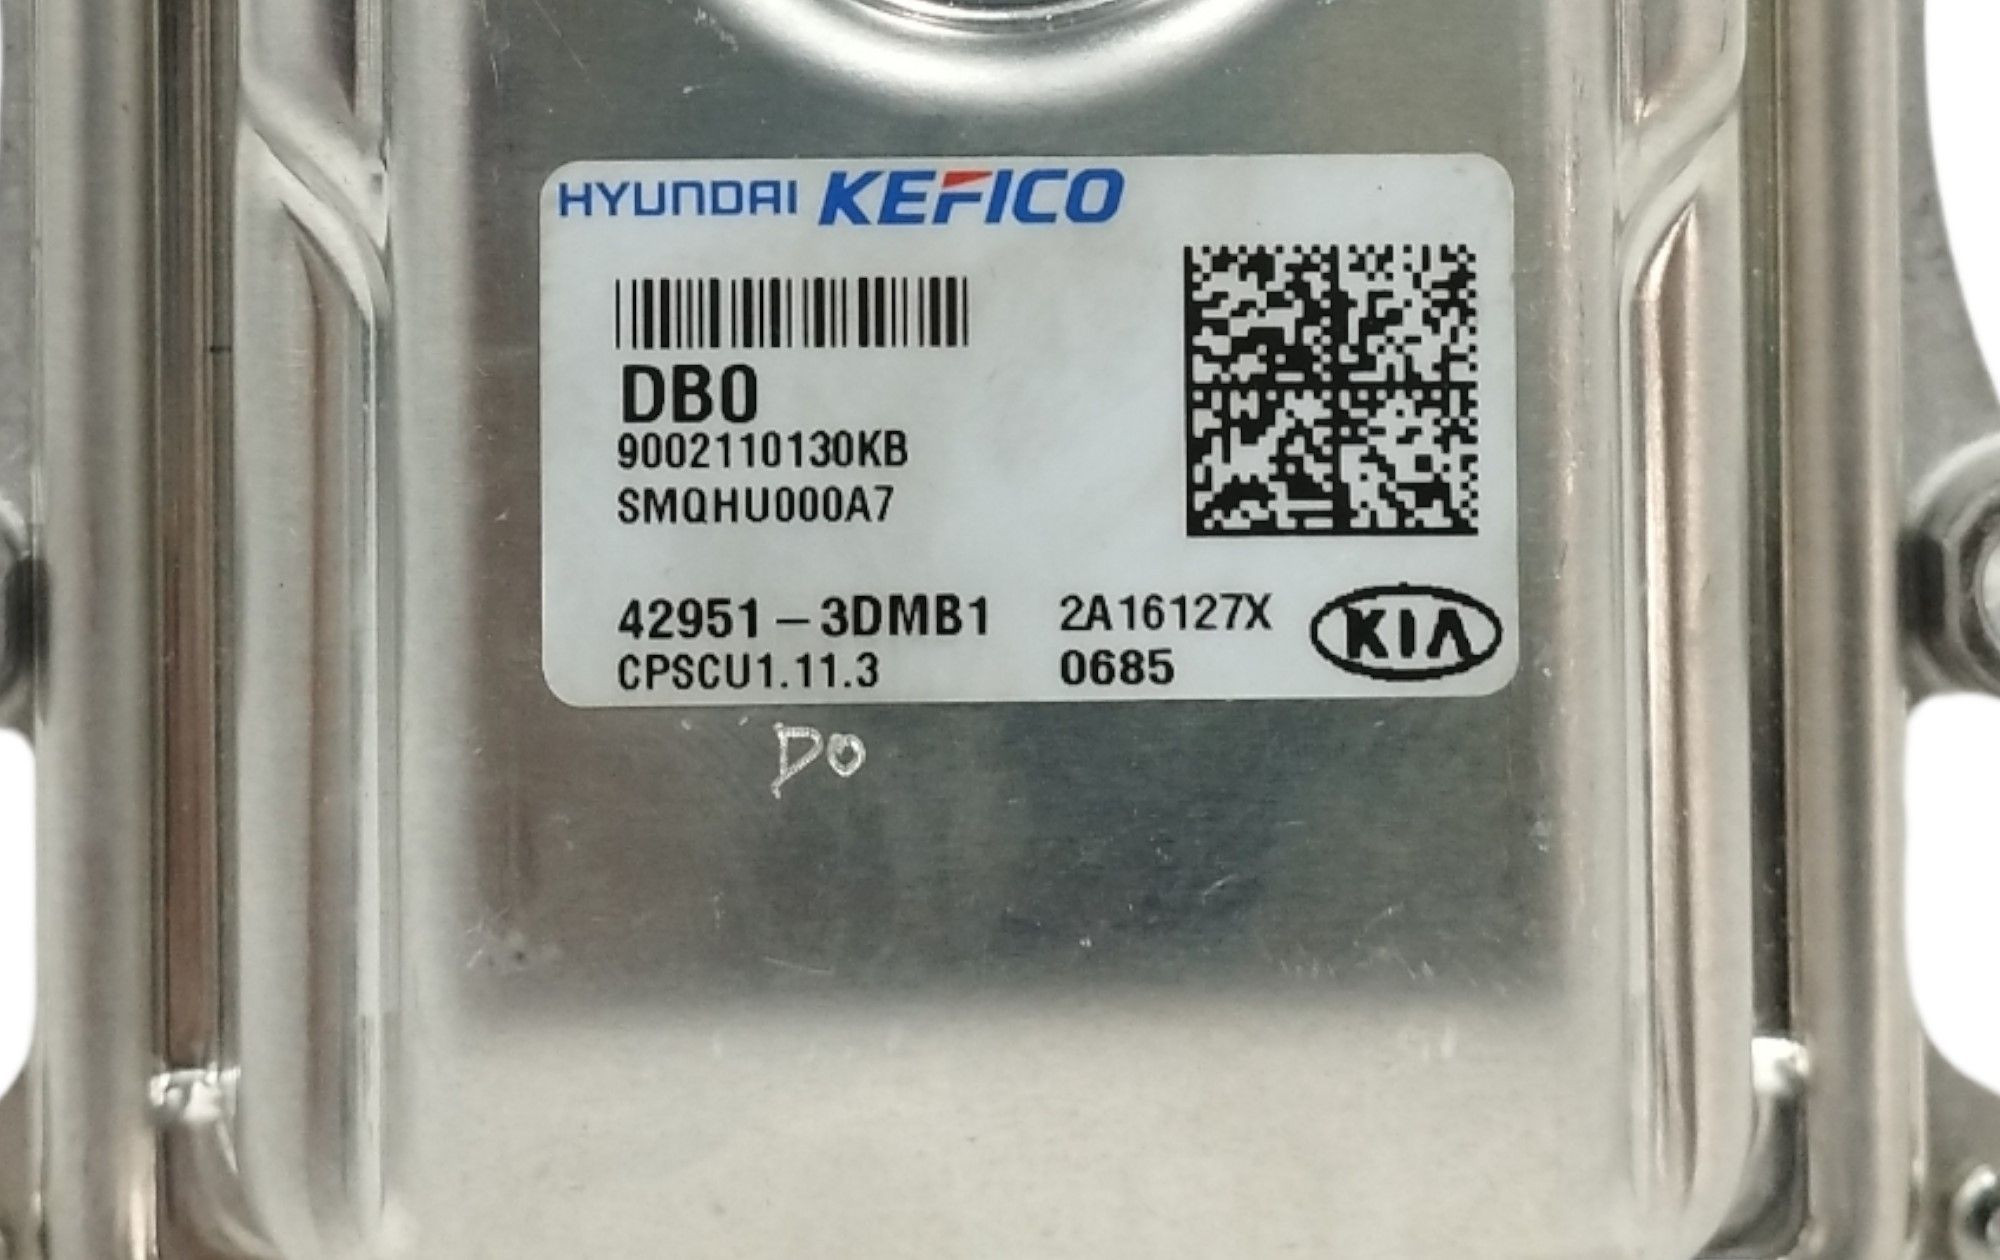 HYUNDAI KEFICO
DB0
9002110130KB
SMQHU000A7
42951-3DMB1 2A16127X
CPSCU1.11.3 0685
KIA
DO